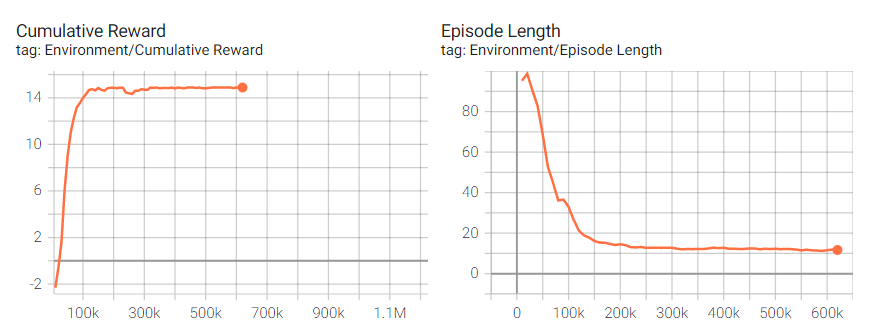 Cumulative Reward
tag: Environment/Cumulative Reward
14
10
6
2
-2
100k 300k 500k 700k 900k 1.1M
Episode Length
tag: Environment/Episode Length
80
60
40
20
0
0 100k 200k 300k 400k 500k 600k